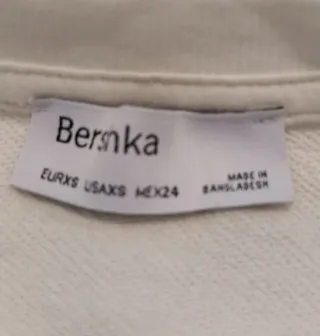 Bershka
EURXS USAXS MEX24
MADE IN
BANGLADESH